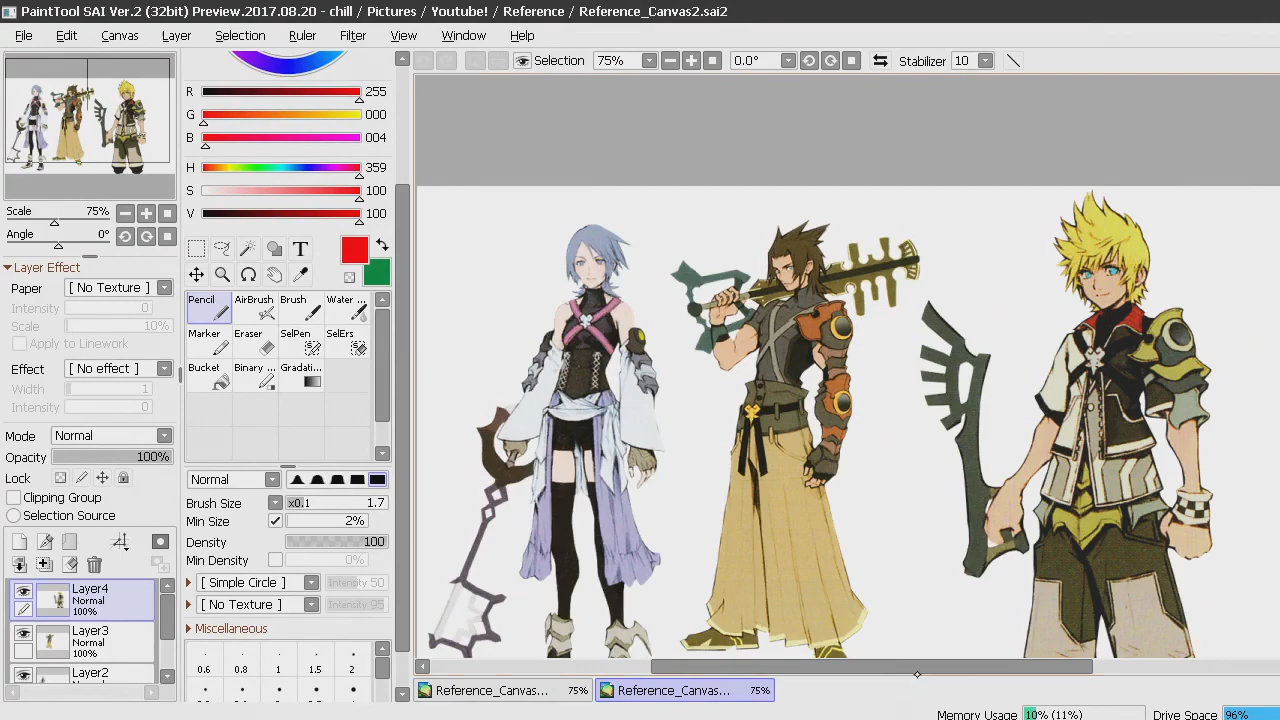 PaintTool SAI Ver.2 (32bit) Preview.2017.08.20 - chill / Pictures / Youtube! / Reference / Reference_Canvas2.sai2
File Edit Canvas Layer Selection Ruler Filter View Window Help
Selection 75% 0.0° Stabilizer 10
R 255
G 000
B 004
H 359
S 100
V 100
Scale 75%
Angle 0°
Layer Effect
Paper [ No Texture ]
Intensity 0
Scale 10%
Apply to Linework
Effect [ No effect ]
Width 1
Intensity 0
Mode Normal
Opacity 100%
Lock
Clipping Group
Selection Source
Layer4
Normal
100%
Layer3
Normal
100%
Layer2
T
Pencil AirBrush Brush Water ...
Marker Eraser SelPen SelErs
Bucket Binary ... Gradati...
Normal
Brush Size x0.1 1.7
Min Size 2%
Density 100
Min Density 0%
[ Simple Circle ] Intensity 50
[ No Texture ] Intensity 95
Miscellaneous
0.6 0.8 1 1.5 2
Reference_Canvas... 75% Reference_Canvas... 75%
Memory Usage 10% (11%) Drive Space 96%